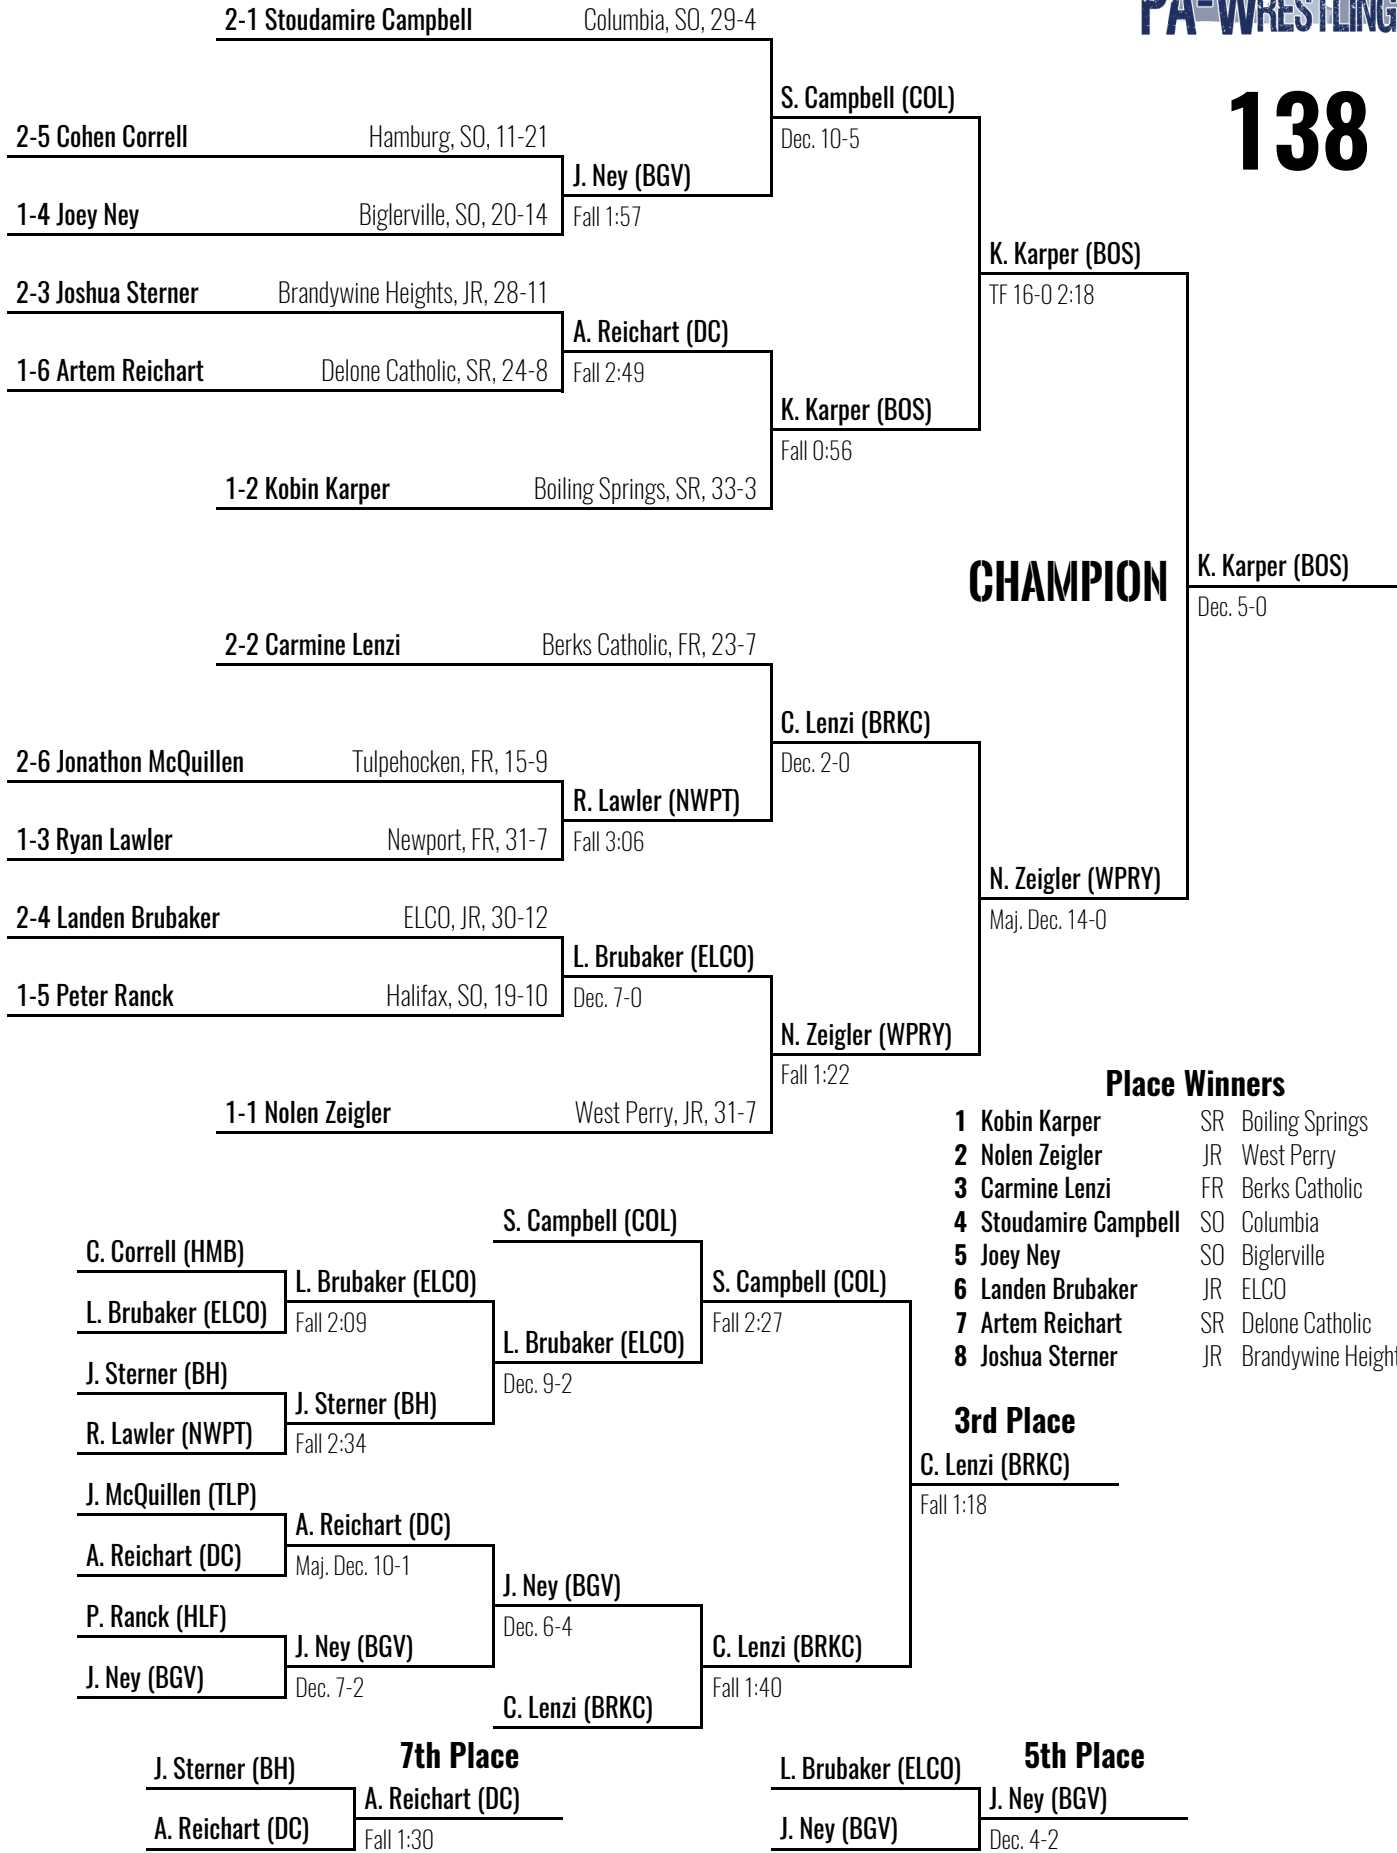 PA-WRESTLING
138
2-1 Stoudamire Campbell Columbia, SO, 29-4
S. Campbell (COL)
Dec. 10-5
2-5 Cohen Correll Hamburg, SO, 11-21
J. Ney (BGV)
Fall 1:57
1-4 Joey Ney Biglerville, SO, 20-14
K. Karper (BOS)
TF 16-0 2:18
2-3 Joshua Sterner Brandywine Heights, JR, 28-11
A. Reichart (DC)
Fall 2:49
1-6 Artem Reichart Delone Catholic, SR, 24-8
K. Karper (BOS)
Fall 0:56
1-2 Kobin Karper Boiling Springs, SR, 33-3
CHAMPION
K. Karper (BOS)
Dec. 5-0
2-2 Carmine Lenzi Berks Catholic, FR, 23-7
C. Lenzi (BRKC)
Dec. 2-0
2-6 Jonathon McQuillen Tulpehocken, FR, 15-9
R. Lawler (NWPT)
Fall 3:06
1-3 Ryan Lawler Newport, FR, 31-7
N. Zeigler (WPRY)
Maj. Dec. 14-0
2-4 Landen Brubaker ELCO, JR, 30-12
L. Brubaker (ELCO)
Dec. 7-0
1-5 Peter Ranck Halifax, SO, 19-10
N. Zeigler (WPRY)
Fall 1:22
1-1 Nolen Zeigler West Perry, JR, 31-7
Place Winners
1 Kobin Karper SR Boiling Springs
2 Nolen Zeigler JR West Perry
3 Carmine Lenzi FR Berks Catholic
4 Stoudamire Campbell SO Columbia
5 Joey Ney SO Biglerville
6 Landen Brubaker JR ELCO
7 Artem Reichart SR Delone Catholic
8 Joshua Sterner JR Brandywine Height
S. Campbell (COL)
C. Correll (HMB)
L. Brubaker (ELCO)
Fall 2:09
L. Brubaker (ELCO)
S. Campbell (COL)
Fall 2:27
L. Brubaker (ELCO)
Dec. 9-2
J. Sterner (BH)
J. Sterner (BH)
Fall 2:34
R. Lawler (NWPT)
3rd Place
C. Lenzi (BRKC)
Fall 1:18
J. McQuillen (TLP)
A. Reichart (DC)
Maj. Dec. 10-1
A. Reichart (DC)
J. Ney (BGV)
Dec. 6-4
P. Ranck (HLF)
J. Ney (BGV)
Dec. 7-2
J. Ney (BGV)
C. Lenzi (BRKC)
Fall 1:40
C. Lenzi (BRKC)
7th Place
J. Sterner (BH)
A. Reichart (DC)
Fall 1:30
A. Reichart (DC)
5th Place
L. Brubaker (ELCO)
J. Ney (BGV)
Dec. 4-2
J. Ney (BGV)